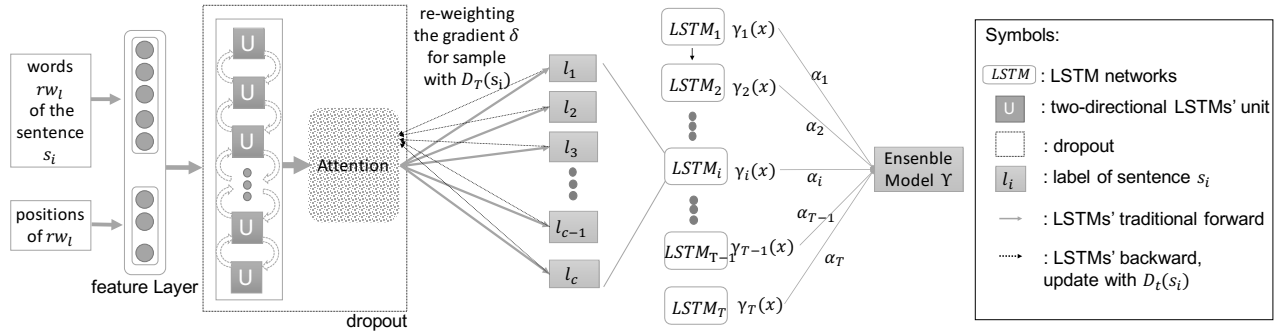 words
rw_l
of the
sentence
s_i
positions
of rw_l
feature Layer
U
U
U
U
U
Attention
dropout
re-weighting
the gradient δ
for sample
with D_T(s_i)
l_1
l_2
l_3
l_{c−1}
l_c
LSTM_1 γ_1(x)
LSTM_2 γ_2(x)
LSTM_i γ_i(x)
LSTM_{T−1} γ_{T−1}(x)
LSTM_T γ_T(x)
α_1
α_2
α_i
α_{T−1}
α_T
Ensemble
Model ϒ
Symbols:
LSTM : LSTM networks
U : two-directional LSTMs' unit
: dropout
l_i : label of sentence s_i
: LSTMs' traditional forward
: LSTMs' backward,
update with D_t(s_i)